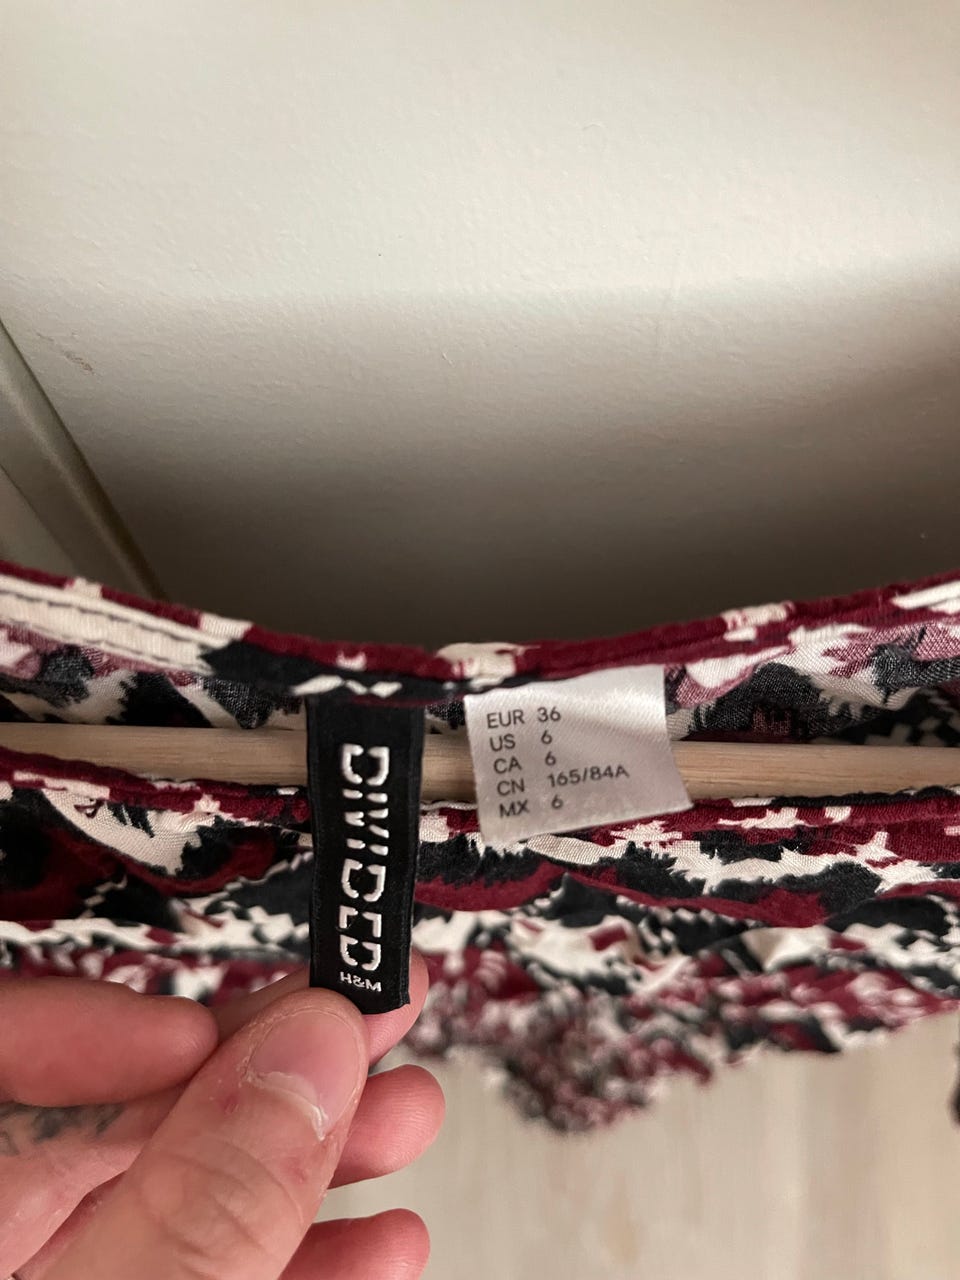 DIVIDED
H&M
EUR 36
US 6
CA 6
CN 165/84A
MX 6